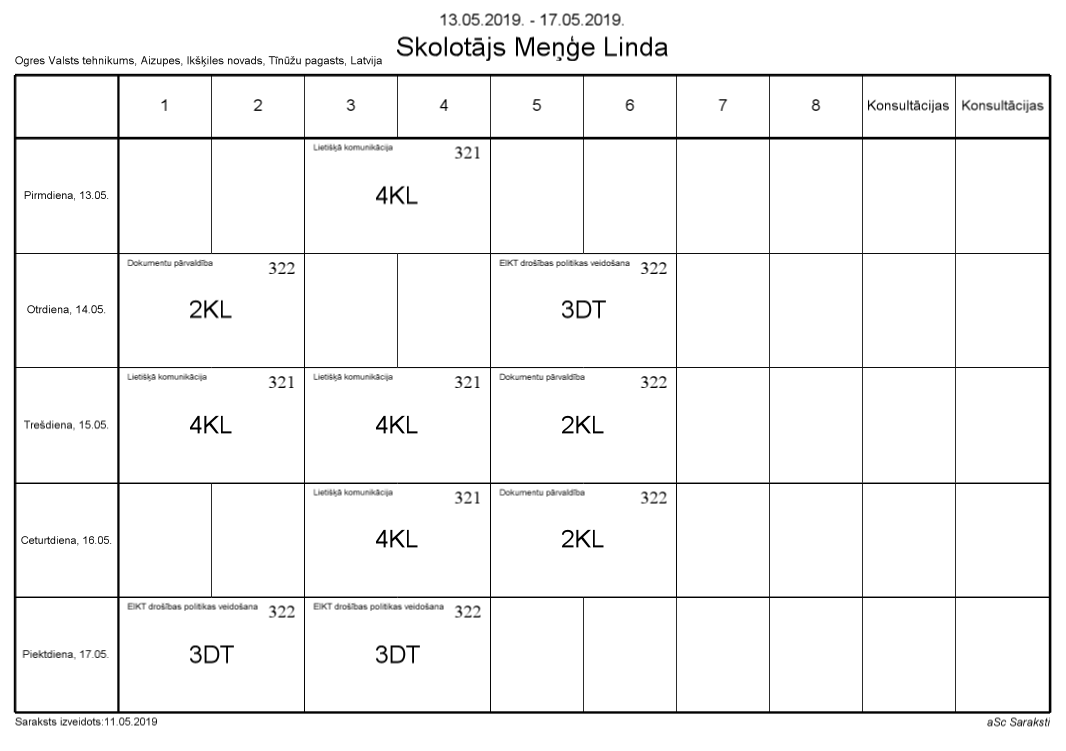 13.05.2019. - 17.05.2019.
Skolotājs Meņģe Linda
Ogres Valsts tehnikums, Aizupes, Ikšķiles novads, Tīnūžu pagasts, Latvija
1 2 3 4 5 6 7 8 Konsultācijas Konsultācijas
Lietišķā komunikācija 321
Pirmdiena, 13.05. 4KL
Dokumentu pārvaldība 322 EIKT drošības politikas veidošana 322
Otrdiena, 14.05. 2KL 3DT
Lietišķā komunikācija 321 Lietišķā komunikācija 321 Dokumentu pārvaldība 322
Trešdiena, 15.05. 4KL 4KL 2KL
Lietišķā komunikācija 321 Dokumentu pārvaldība 322
Ceturtdiena, 16.05. 4KL 2KL
EIKT drošības politikas veidošana 322 EIKT drošības politikas veidošana 322
Piektdiena, 17.05. 3DT 3DT
Saraksts izveidots:11.05.2019 aSc Saraksti